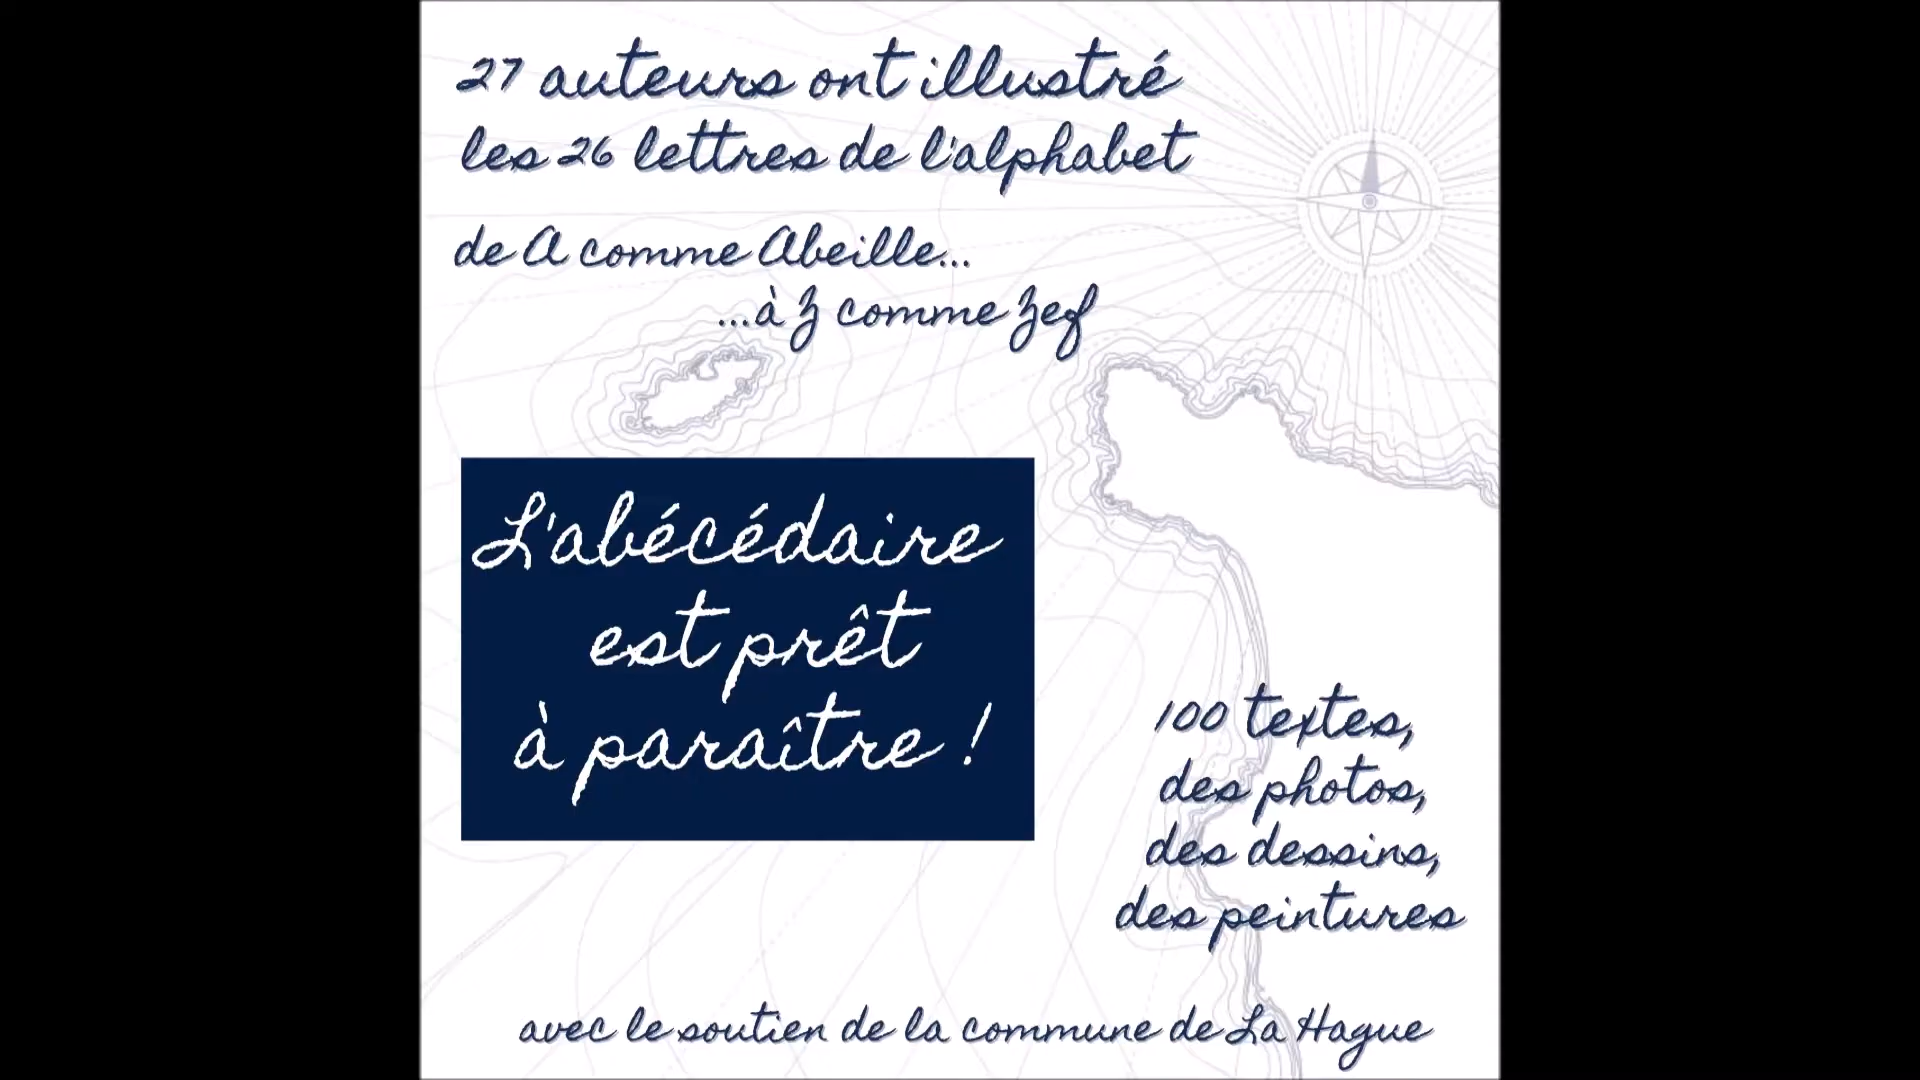 27 auteurs ont illustré
les 26 lettres de l'alphabet
de A comme Abeille...
...à Z comme Zef
L'abécédaire
est prêt
à paraître !
100 textes,
des photos,
des dessins,
des peintures
avec le soutien de la commune de La Hague